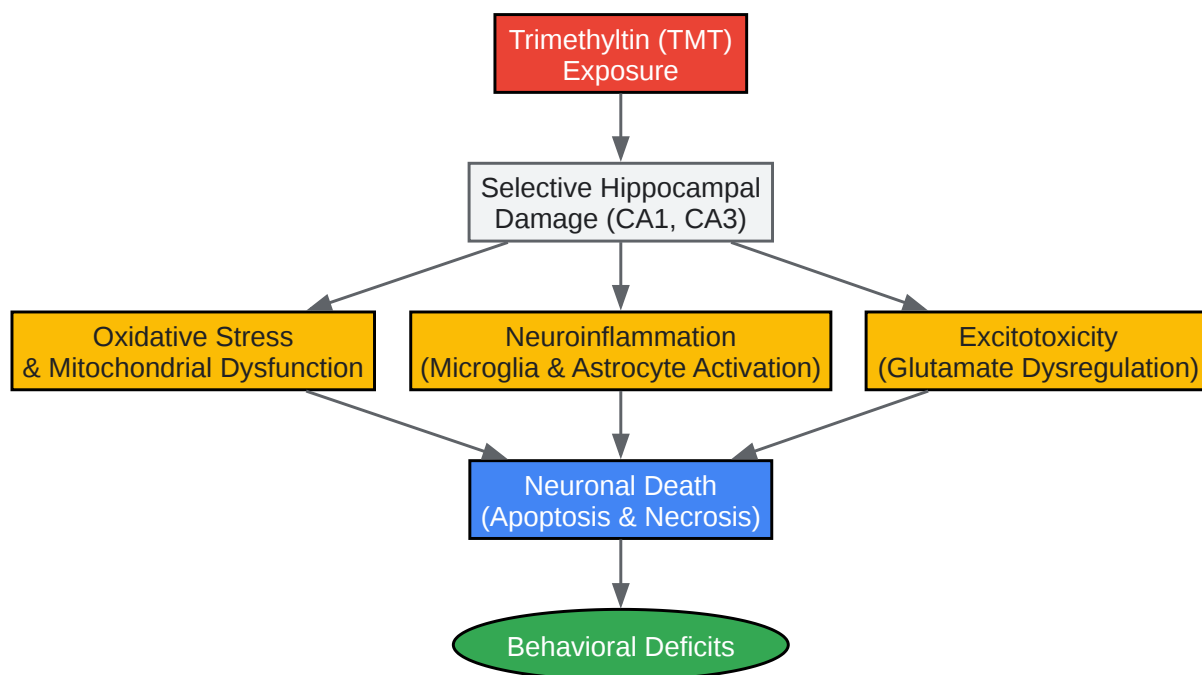 Trimethyltin (TMT)
Exposure
Selective Hippocampal
Damage (CA1, CA3)
Oxidative Stress
& Mitochondrial Dysfunction
Neuroinflammation
(Microglia & Astrocyte Activation)
Excitotoxicity
(Glutamate Dysregulation)
Neuronal Death
(Apoptosis & Necrosis)
Behavioral Deficits